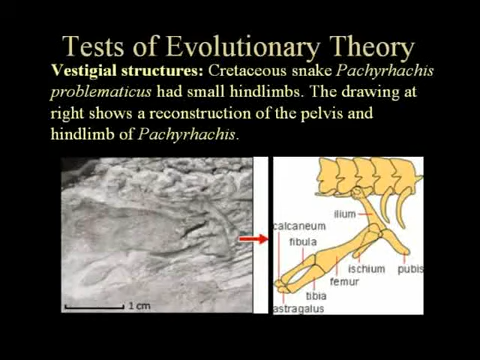 Tests of Evolutionary Theory
Vestigial structures: Cretaceous snake Pachyrhachis
problematicus had small hindlimbs. The drawing at
right shows a reconstruction of the pelvis and
hindlimb of Pachyrhachis.
ilium
calcaneum
fibula
ischium
pubis
femur
tibia
astragalus
1 cm